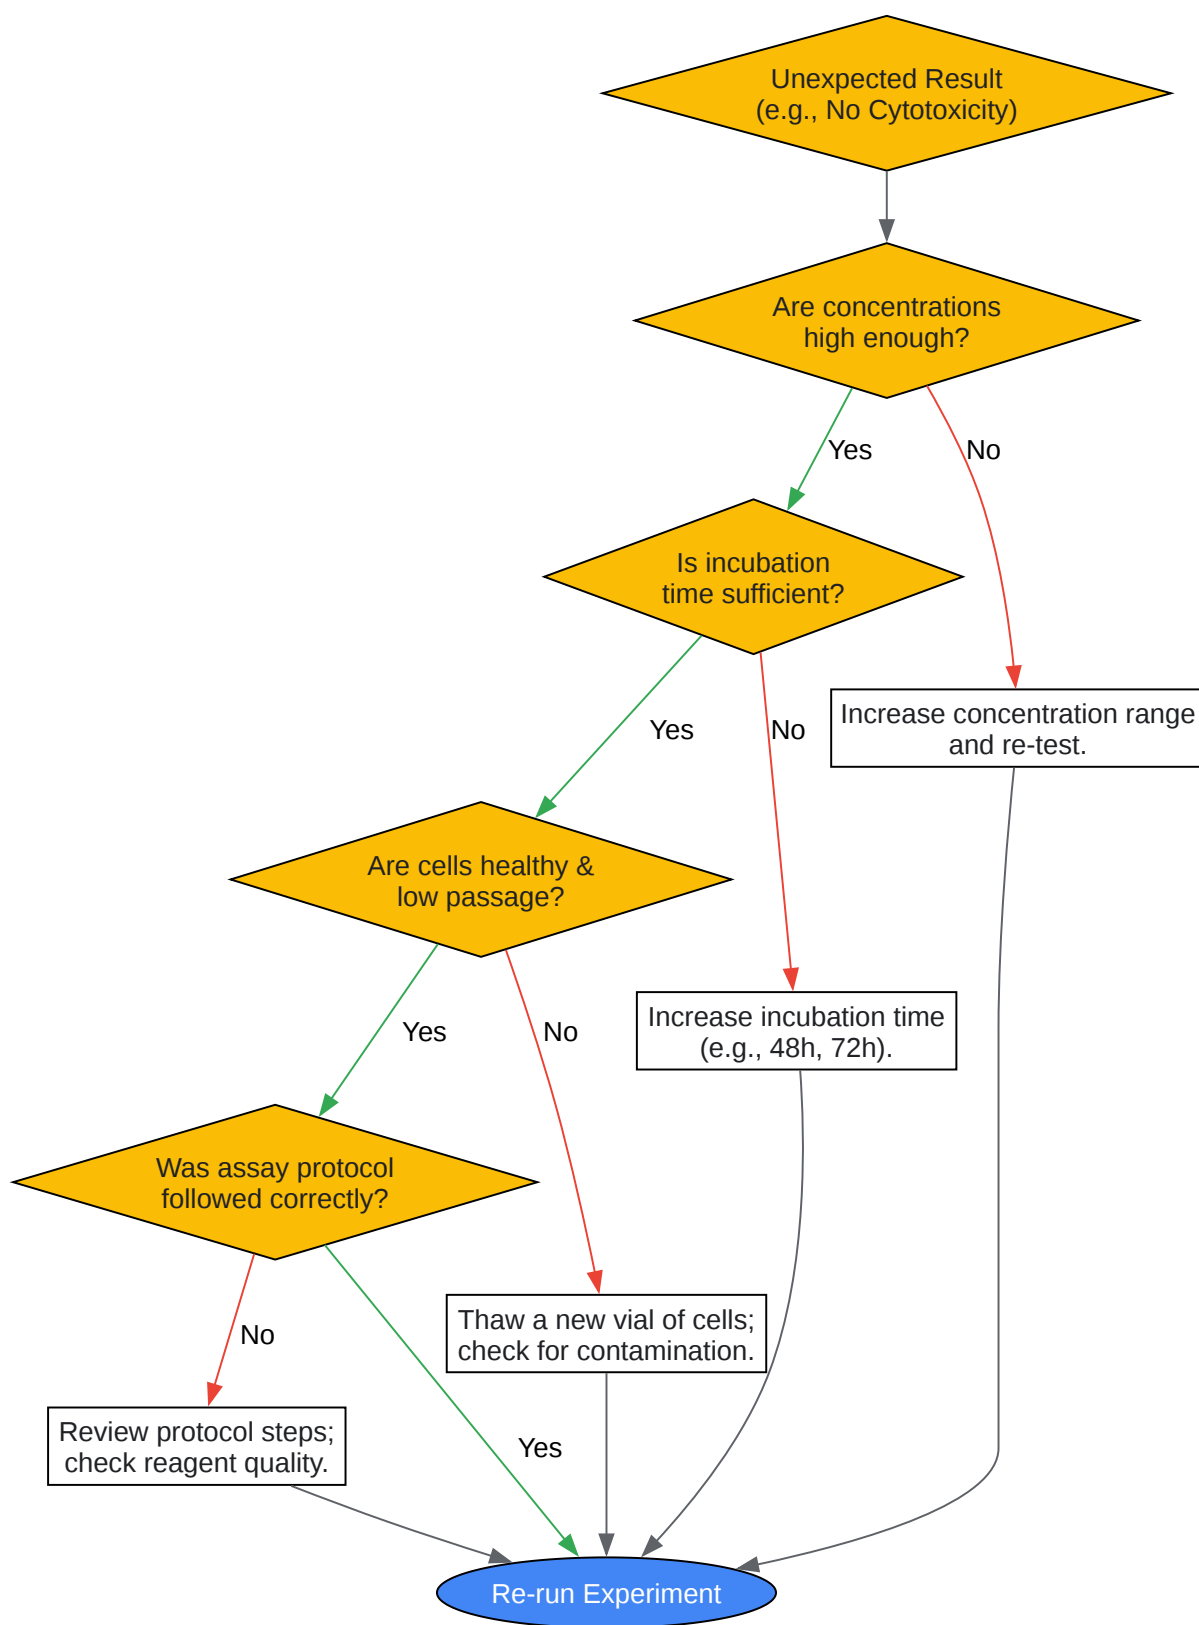 Unexpected Result
(e.g., No Cytotoxicity)
Are concentrations
high enough?
Yes
No
Is incubation
time sufficient?
Increase concentration range
and re-test.
Yes
No
Are cells healthy &
low passage?
Increase incubation time
(e.g., 48h, 72h).
Yes
No
Was assay protocol
followed correctly?
Thaw a new vial of cells;
check for contamination.
No
Review protocol steps;
check reagent quality.
Yes
Re-run Experiment